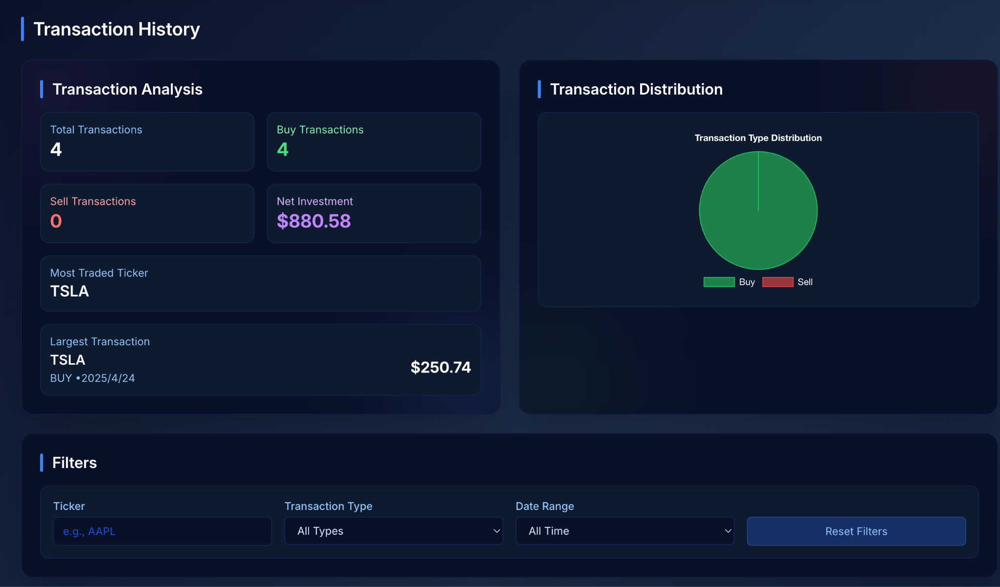 Transaction History
Transaction Analysis
Total Transactions
4
Buy Transactions
4
Sell Transactions
0
Net Investment
$880.58
Most Traded Ticker
TSLA
Largest Transaction
TSLA
BUY •2025/4/24
$250.74
Transaction Distribution
Transaction Type Distribution
Buy
Sell
Filters
Ticker
e.g., AAPL
Transaction Type
All Types
Date Range
All Time
Reset Filters